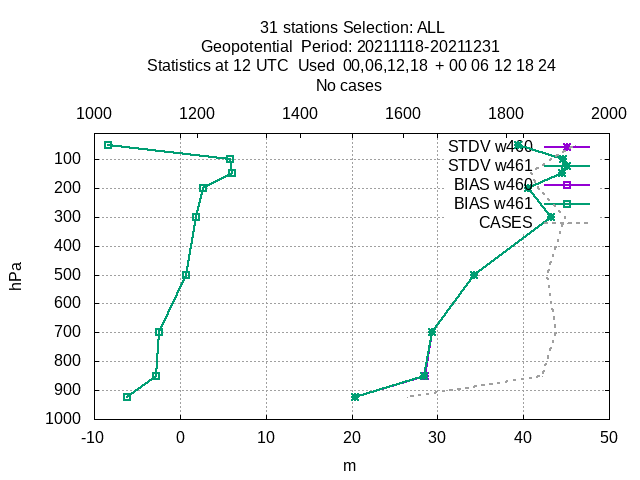 31 stations Selection: ALL
Geopotential  Period: 20211118-20211231
Statistics at 12 UTC  Used  00,06,12,18  + 00 06 12 18 24
No cases
1000 1200 1400 1600 1800 2000
STDV w460
STDV w461
BIAS w460
BIAS w461
CASES
100
200
300
400
500
600
700
800
900
1000
hPa
-10 0 10 20 30 40 50
m